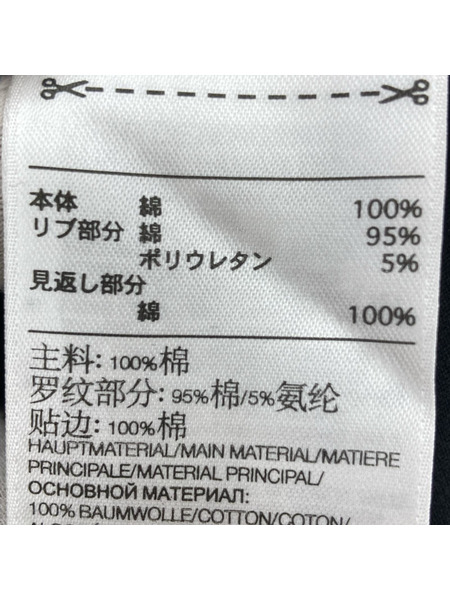 本体 綿 100%
リブ部分 綿 95%
ポリウレタン 5%
見返し部分
綿 100%
主料: 100%棉
罗纹部分: 95%棉/5%氨纶
贴边: 100%棉
HAUPTMATERIAL/MAIN MATERIAL/MATIERE
PRINCIPALE/MATERIAL PRINCIPAL/
ОСНОВНОЙ МАТЕРИАЛ:
100% BAUMWOLLE/COTTON/COTON/